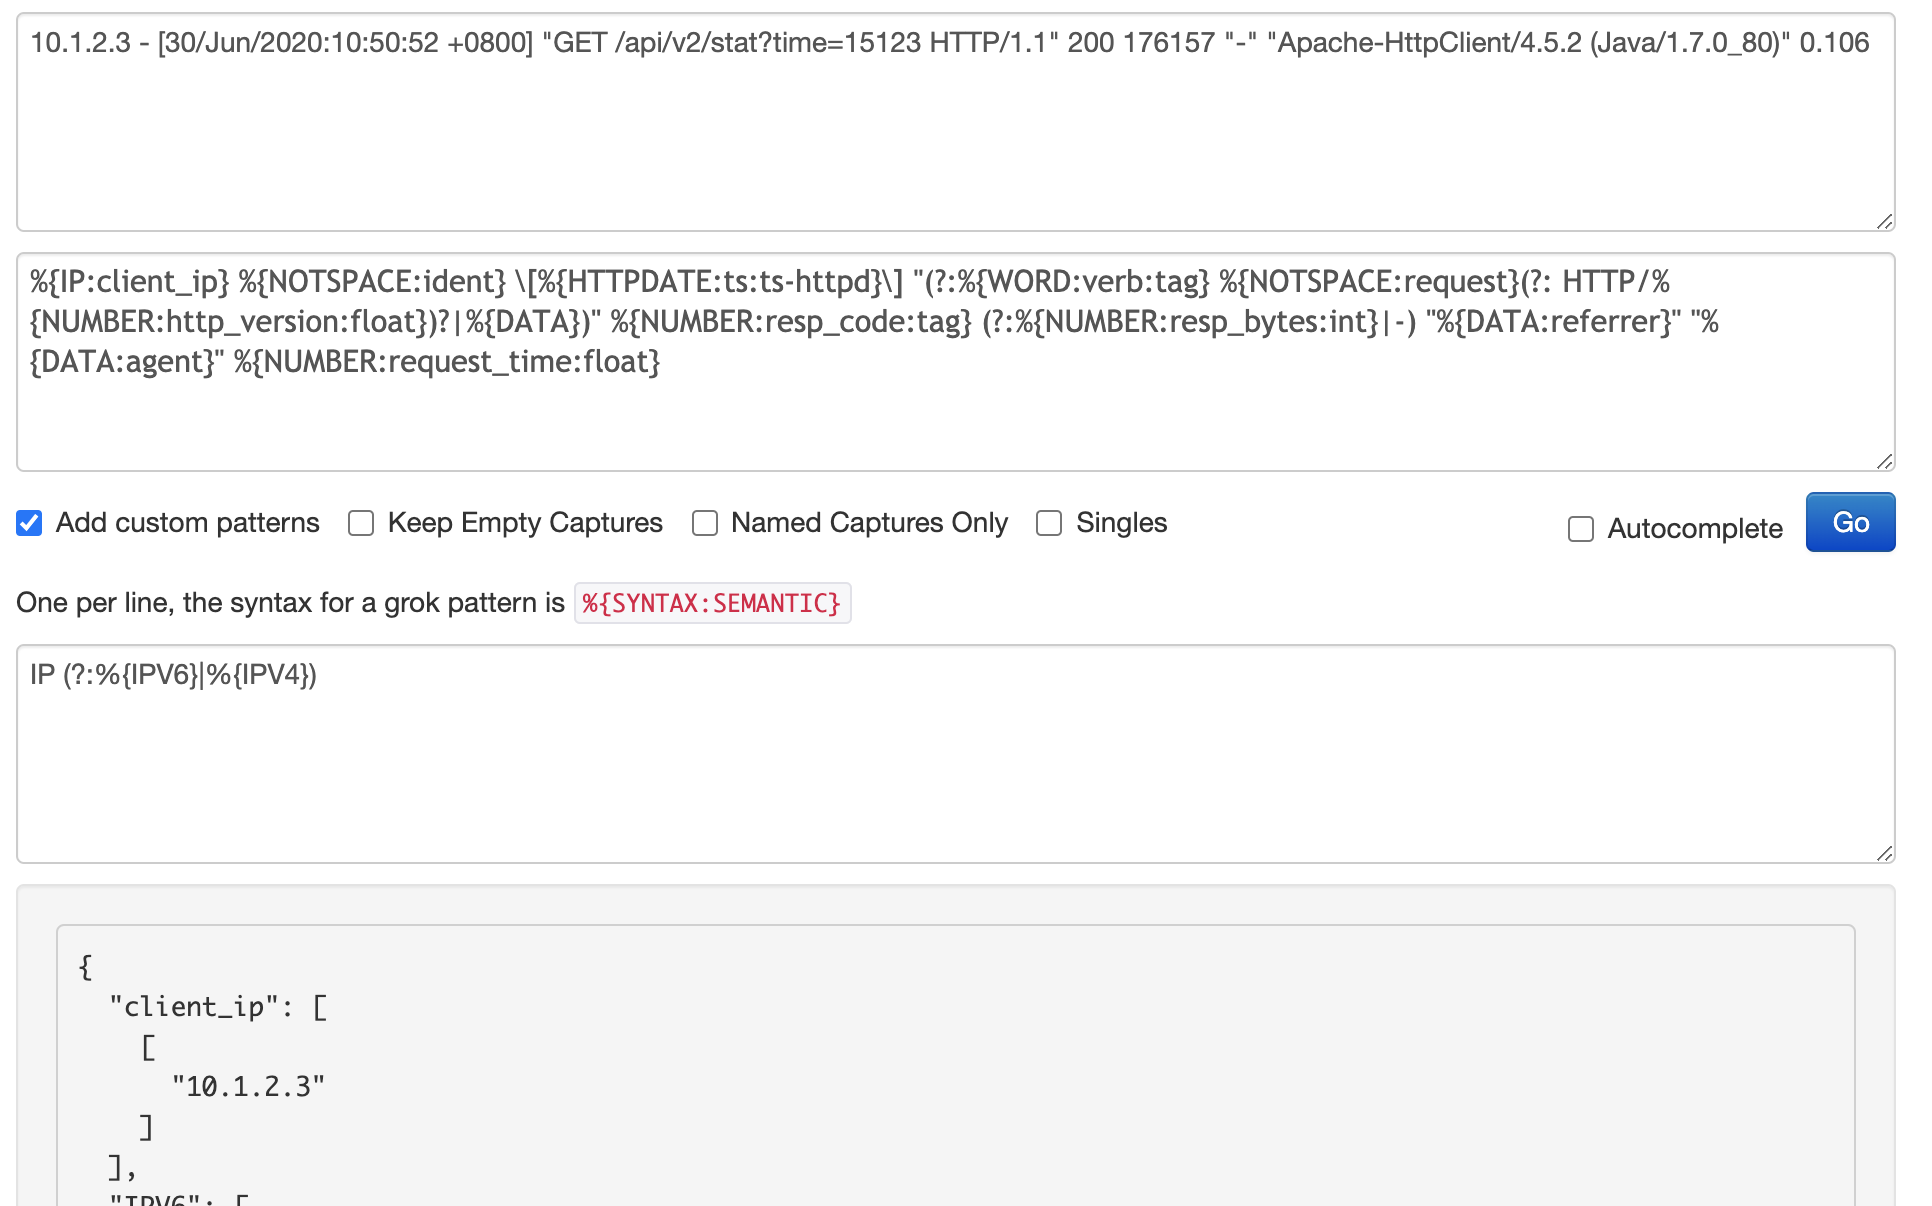 10.1.2.3 - [30/Jun/2020:10:50:52 +0800] "GET /api/v2/stat?time=15123 HTTP/1.1" 200 176157 "-" "Apache-HttpClient/4.5.2 (Java/1.7.0_80)" 0.106
%{IP:client_ip} %{NOTSPACE:ident} \[%{HTTPDATE:ts:ts-httpd}\] "(?:%{WORD:verb:tag} %{NOTSPACE:request}(?: HTTP/%
{NUMBER:http_version:float})?|%{DATA})" %{NUMBER:resp_code:tag} (?:%{NUMBER:resp_bytes:int}|-) "%{DATA:referrer}" "%
{DATA:agent}" %{NUMBER:request_time:float}
Add custom patterns Keep Empty Captures Named Captures Only Singles Autocomplete Go
One per line, the syntax for a grok pattern is %{SYNTAX:SEMANTIC}
IP (?:%{IPV6}|%{IPV4})
{
"client_ip": [
[
"10.1.2.3"
]
],
"IPV6": [